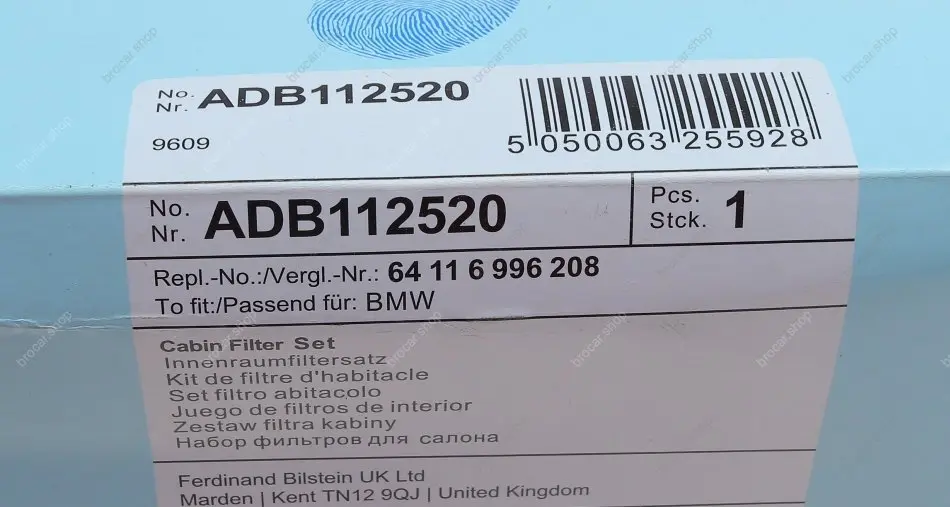 No. ADB112520
Nr.
9609
5 050063 255928
No. ADB112520
Nr.
Pcs. 1
Stck.
Repl.-No.:/Vergl.-Nr.: 64 11 6 996 208
To fit:/Passend für: BMW
Cabin Filter Set
Innenraumfiltersatz
Kit de filtre d'habitacle
Set filtro abitacolo
Juego de filtros de interior
Zestaw filtra kabiny
Набор фильтров для салона
Ferdinand Bilstein UK Ltd
Marden | Kent TN12 9QJ | United Kingdom
brocar.shop